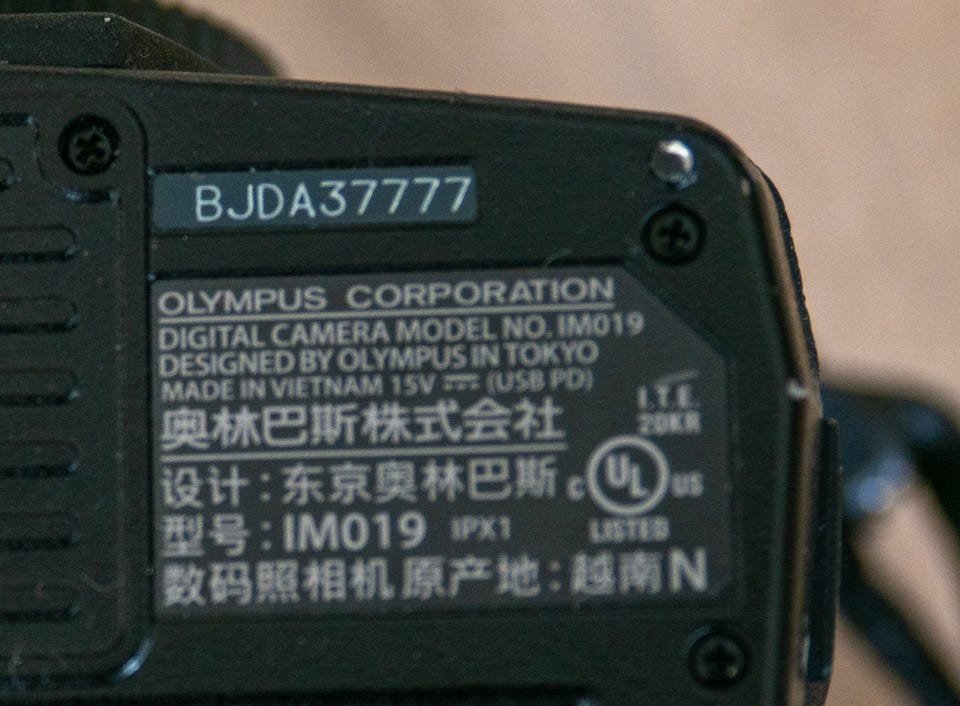 BJDA37777
OLYMPUS CORPORATION
DIGITAL CAMERA MODEL NO. IM019
DESIGNED BY OLYMPUS IN TOKYO
MADE IN VIETNAM 15V ⎓ (USB PD)
I.T.E.
20KR
奥林巴斯株式会社
设计：东京奥林巴斯
C UL US
LISTED
型号：IM019 IPX1
数码照相机 原产地：越南 N